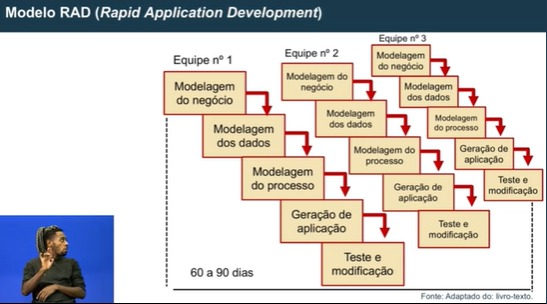 Modelo RAD (Rapid Application Development)
Equipe nº 1
Modelagem
do negócio
Modelagem
dos dados
Modelagem
do processo
Geração de
aplicação
Teste e
modificação
Equipe nº 2
Modelagem do
negócio
Modelagem
dos dados
Modelagem do
processo
Geração de
aplicação
Teste e
modificação
Equipe nº 3
Modelagem
do negócio
Modelagem
dos dados
Modelagem
do processo
Geração de
aplicação
Teste e
modificação
60 a 90 dias
Fonte: Adaptado do: livro-texto.